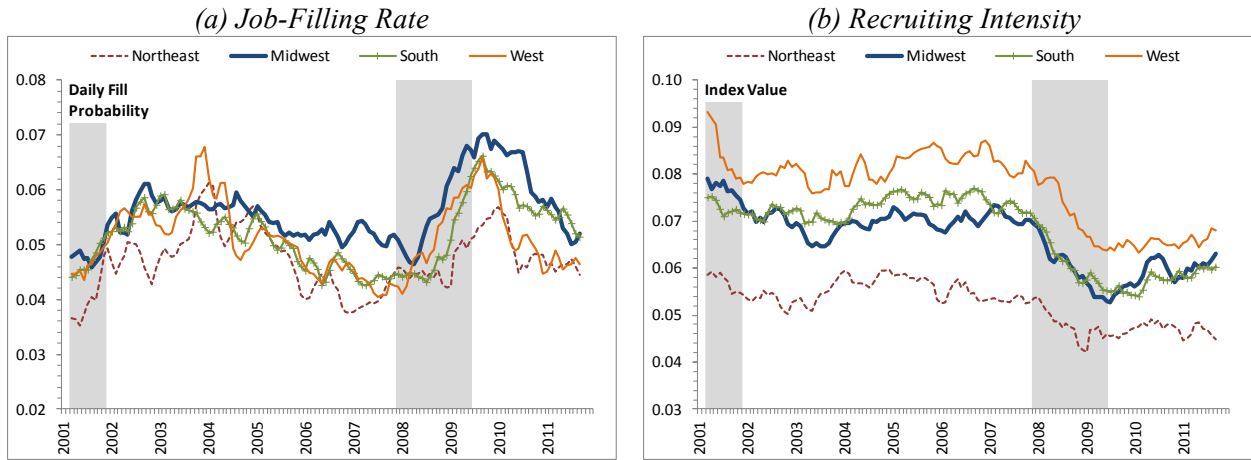 (a) Job-Filling Rate
Northeast Midwest South West
0.08
Daily Fill
Probability
0.07
0.06
0.05
0.04
0.03
0.02
2001 2002 2003 2004 2005 2006 2007 2008 2009 2010 2011
(b) Recruiting Intensity
Northeast Midwest South West
0.10
Index Value
0.09
0.08
0.07
0.06
0.05
0.04
0.03
2001 2002 2003 2004 2005 2006 2007 2008 2009 2010 2011